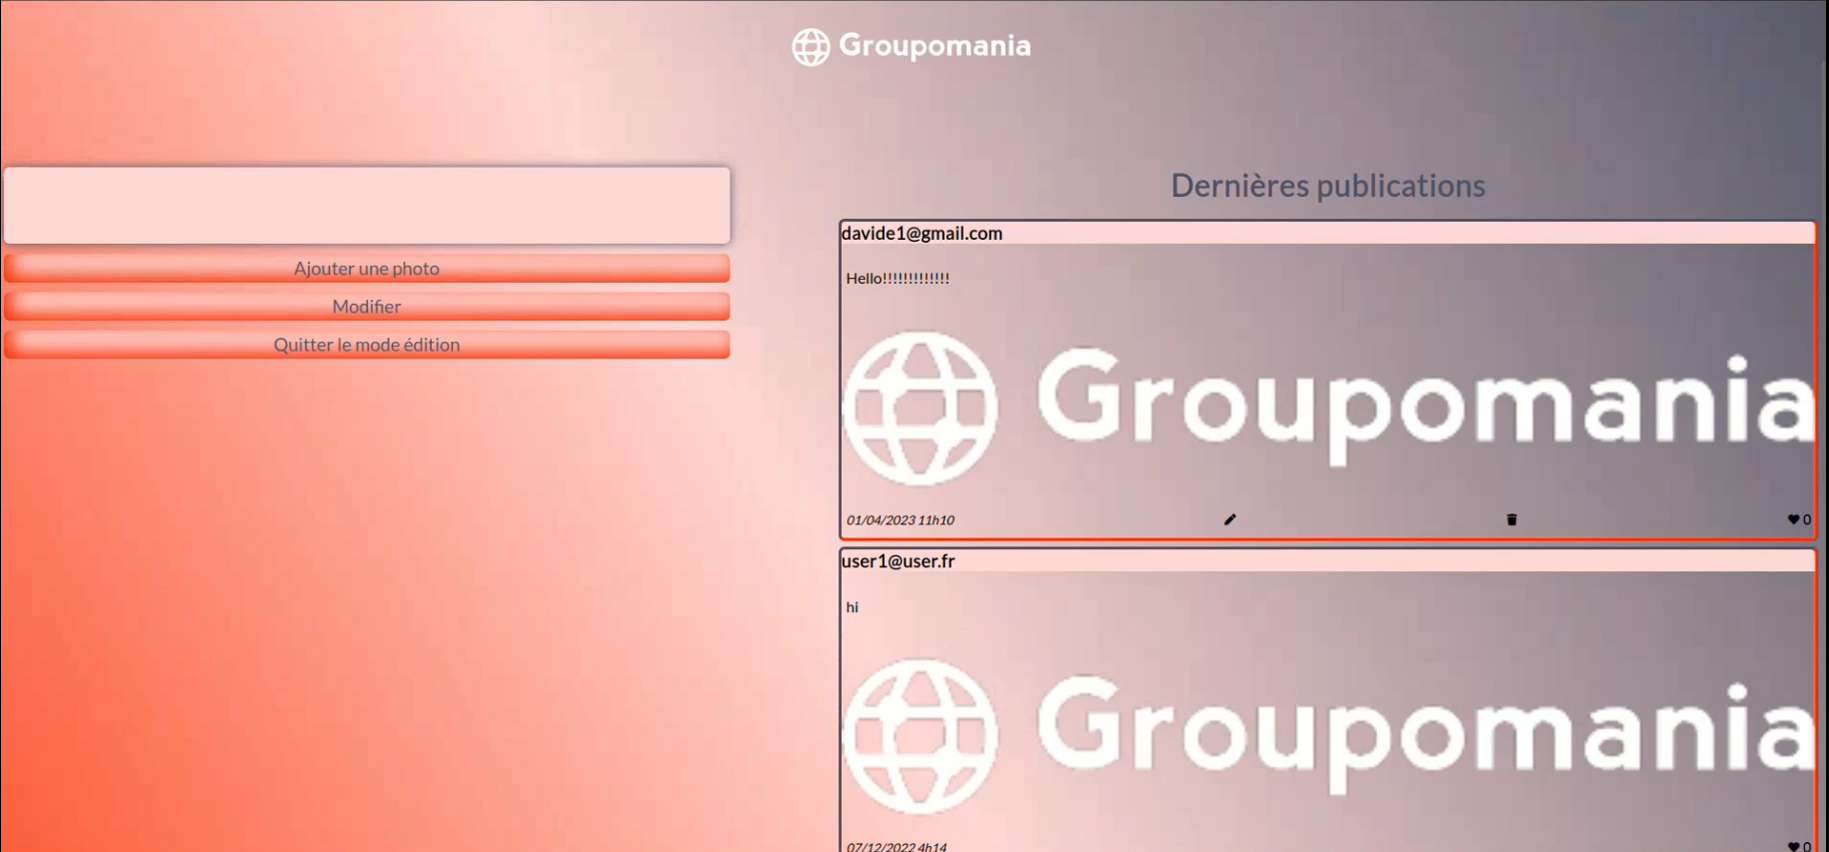 Groupomania
Ajouter une photo
Modifier
Quitter le mode édition
Dernières publications
davide1@gmail.com
Hello!!!!!!!!!!!!!
Groupomania
01/04/2023 11h10
0
user1@user.fr
hi
Groupomania
07/12/2022 4h14
0